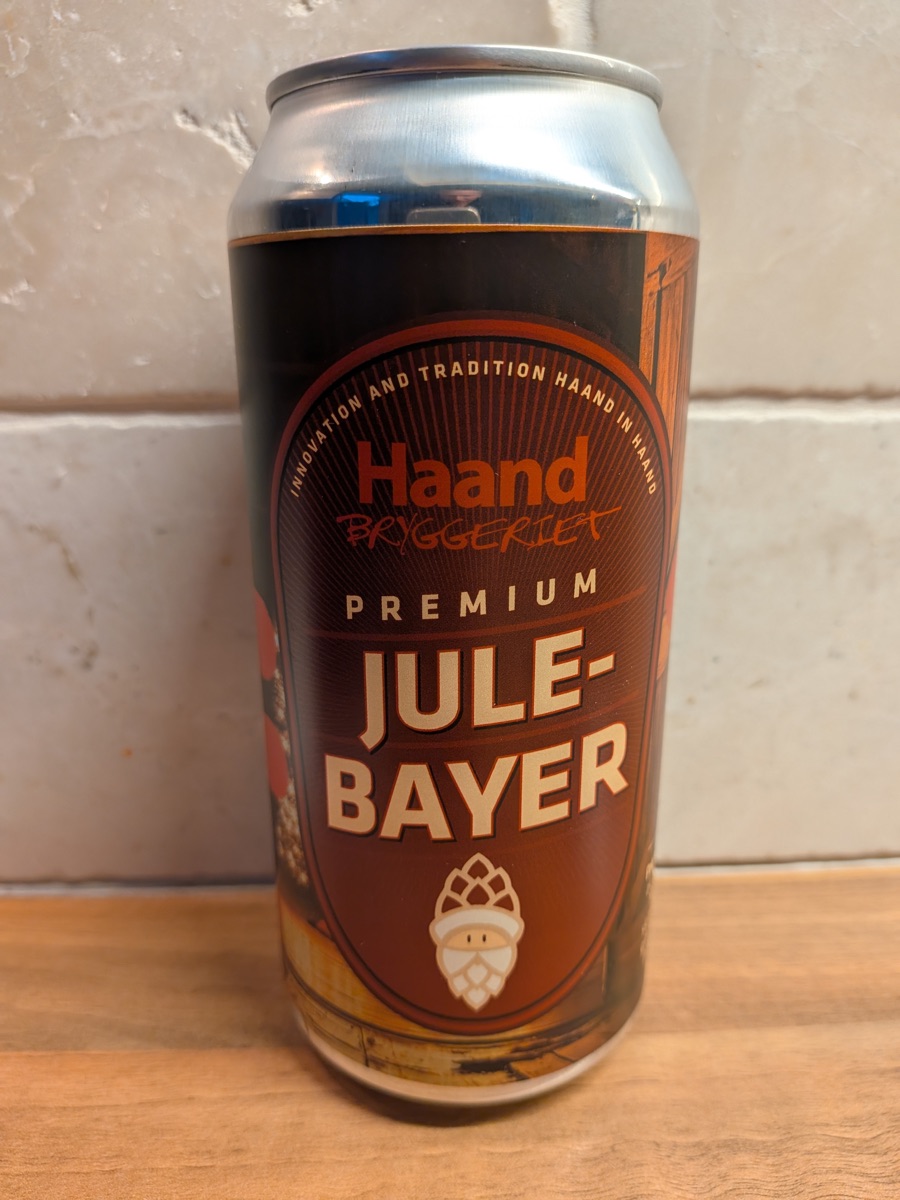 INNOVATION AND TRADITION HAAND IN HAAND
Haand
BRYGGERIET
PREMIUM
JULE-
BAYER